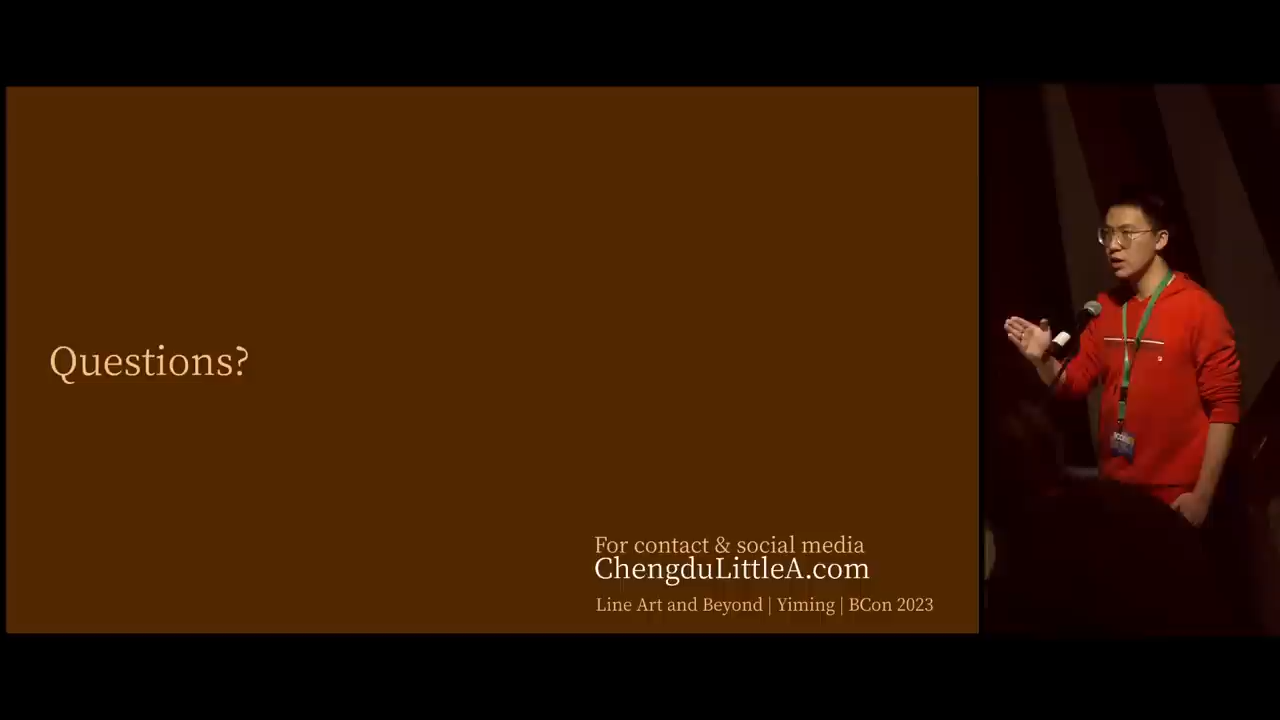 Questions?
For contact & social media
ChengduLittleA.com
Line Art and Beyond | Yiming | BCon 2023